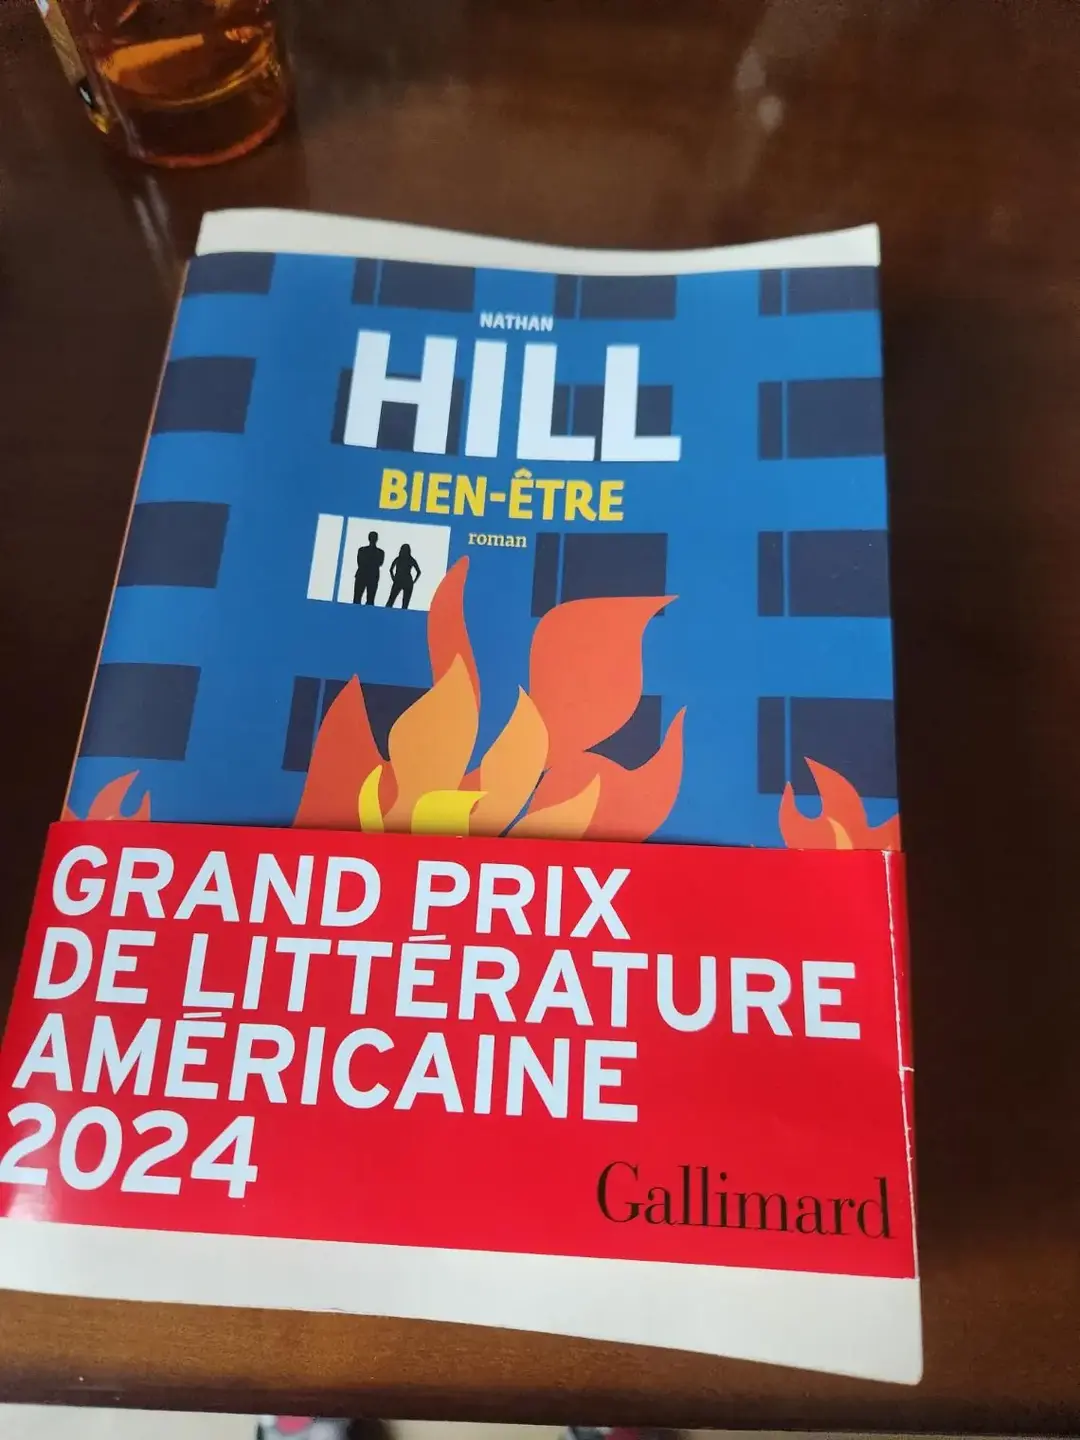 NATHAN
HILL
BIEN-ÊTRE
roman
GRAND PRIX
DE LITTÉRATURE
AMÉRICAINE
2024
Gallimard